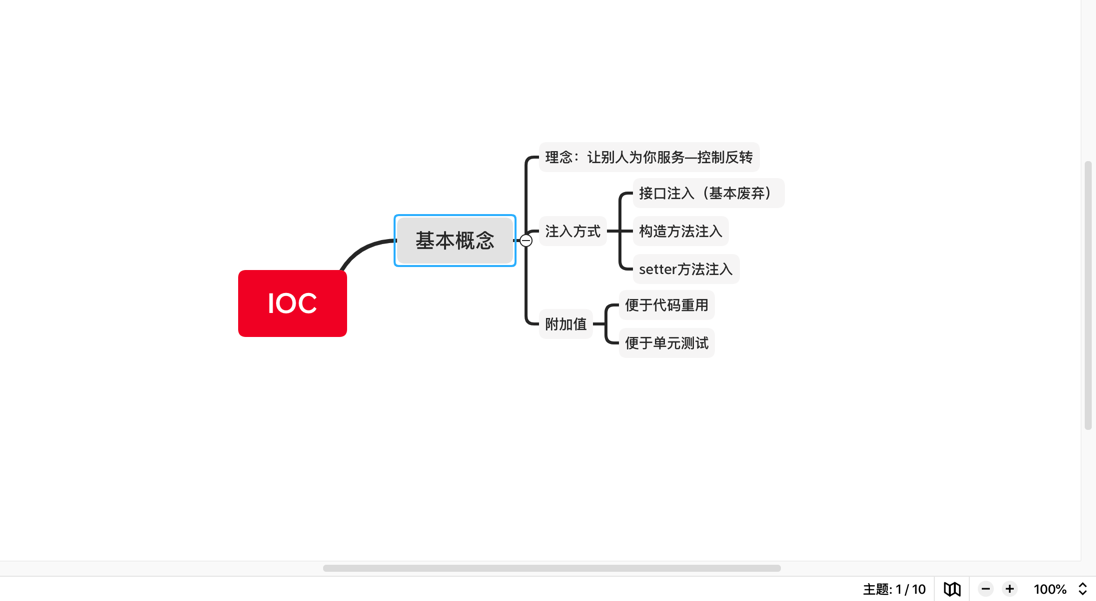 理念：让别人为你服务—控制反转
接口注入（基本废弃）
注入方式
构造方法注入
基本概念
setter方法注入
IOC
便于代码重用
附加值
便于单元测试
主题: 1 / 10
100%